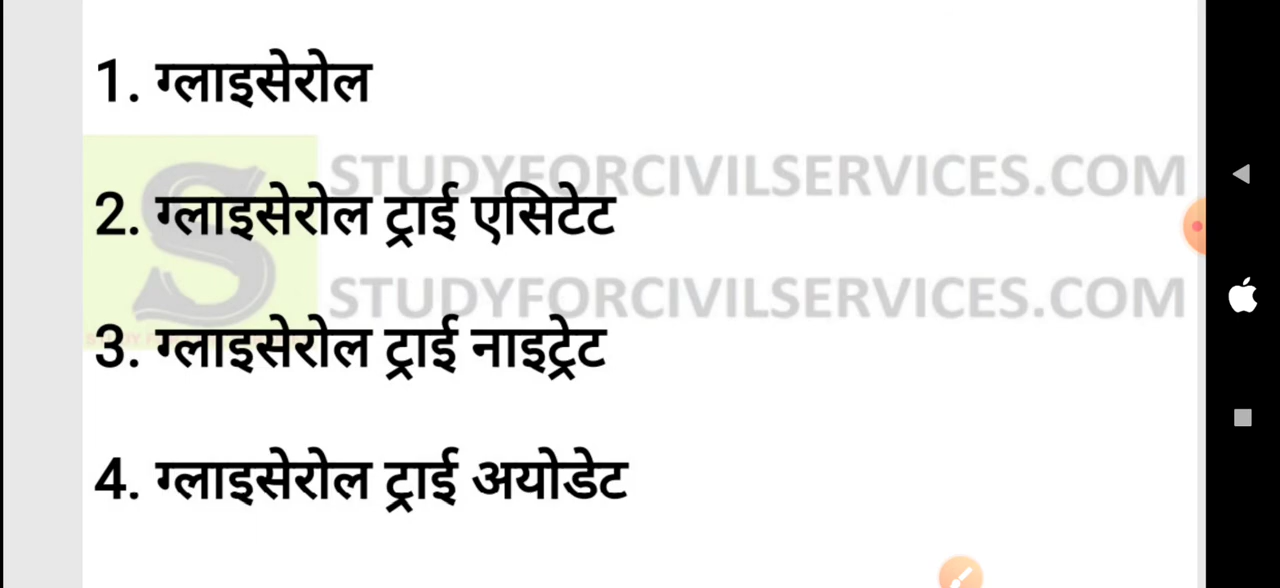 1. ग्लाइसेरोल
STUDYFORCIVILSERVICES.COM
2. ग्लाइसेरोल ट्राई एसिटेट
STUDYFORCIVILSERVICES.COM
3. ग्लाइसेरोल ट्राई नाइट्रेट
4. ग्लाइसेरोल ट्राई अयोडेट